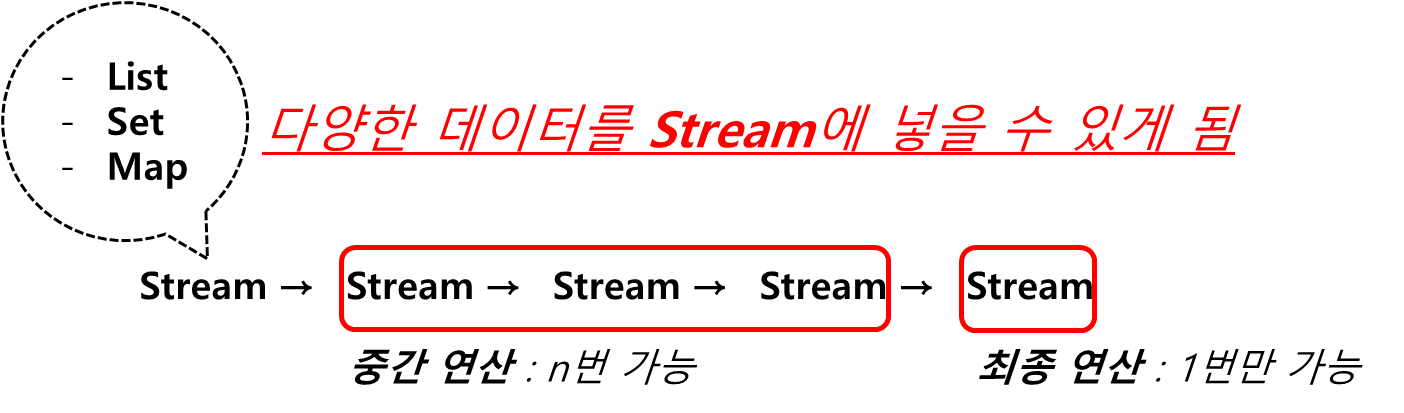 - List
- Set
- Map
다양한 데이터를 Stream에 넣을 수 있게 됨
Stream → Stream → Stream → Stream → Stream
중간 연산 : n번 가능
최종 연산 : 1번만 가능